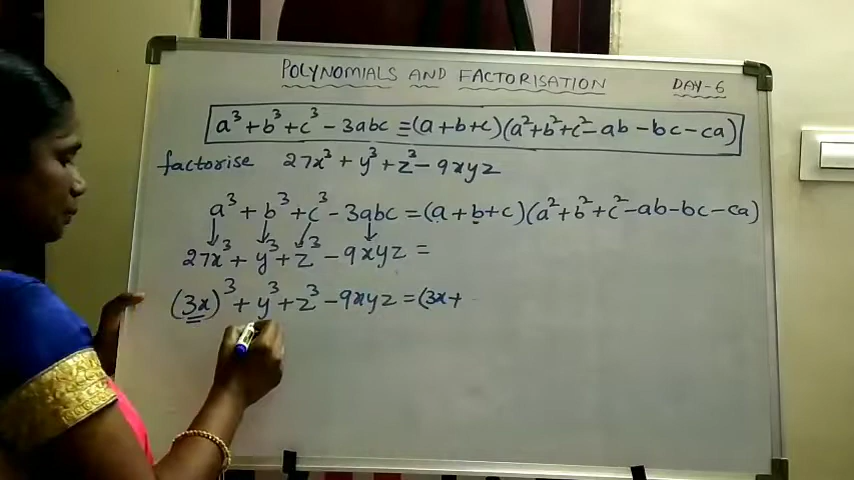 POLYNOMIALS AND FACTORISATION DAY-6
a³ + b³ + c³ - 3abc = (a+b+c)(a²+b²+c²-ab-bc-ca)
factorise 27x³ + y³ + z³ - 9xyz
a³ + b³ + c³ - 3abc = (a+b+c)(a²+b²+c²-ab-bc-ca)
27x³ + y³ + z³ - 9xyz =
(3x)³ + y³ + z³ - 9xyz = (3x+